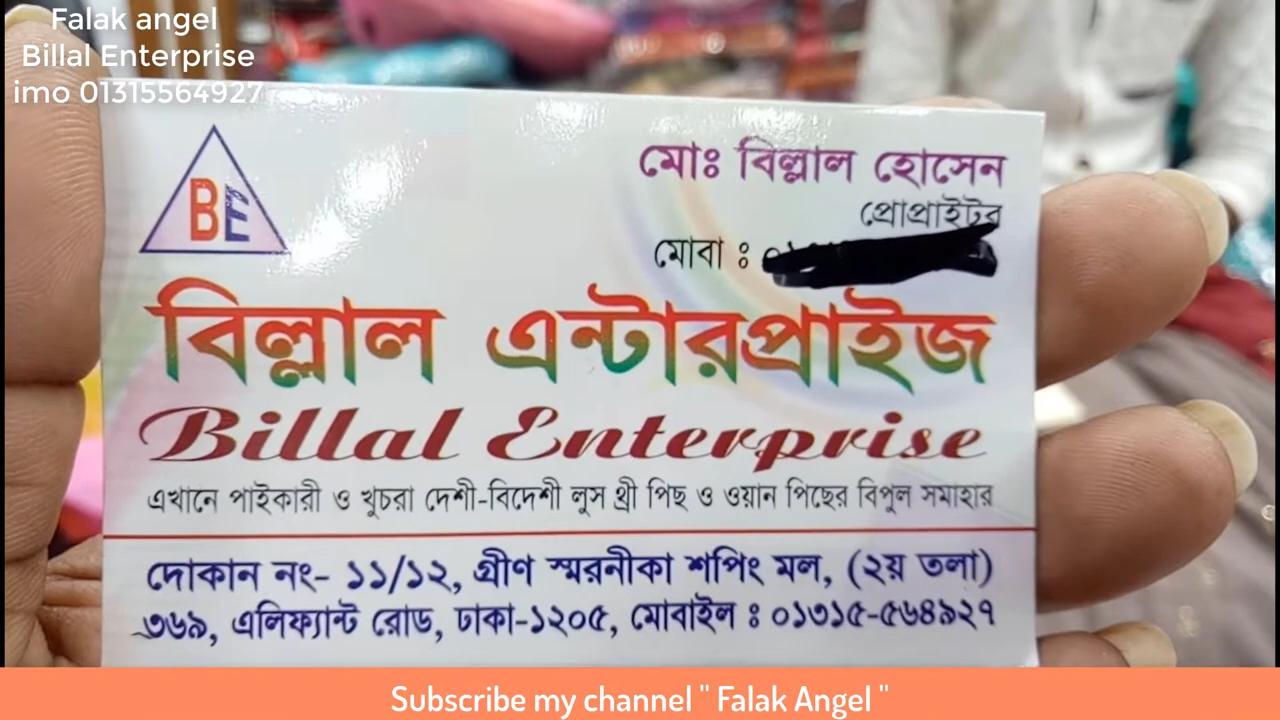 Falak angel
Billal Enterprise
imo 01315564927
BE
মোঃ বিল্লাল হোসেন
প্রোপ্রাইটর
মোবা ঃ
বিল্লাল এন্টারপ্রাইজ
Billal Enterprise
এখানে পাইকারী ও খুচরা দেশী-বিদেশী লুস থ্রী পিছ ও ওয়ান পিছের বিপুল সমাহার
দোকান নং- ১১/১২, গ্রীণ স্মরনীকা শপিং মল, (২য় তলা)
৩৬৯, এলিফ্যান্ট রোড, ঢাকা-১২০৫, মোবাইল ঃ ০১৩১৫-৫৬৪৯২৭
Subscribe my channel " Falak Angel "